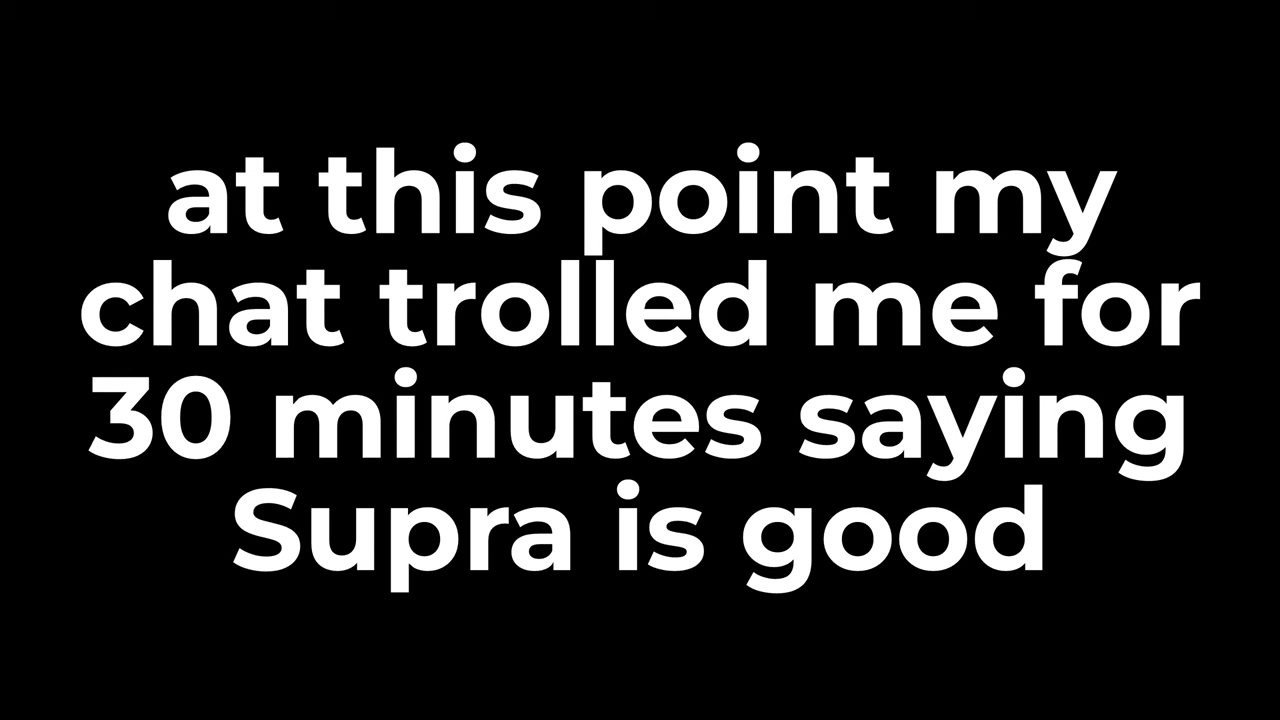 at this point my
chat trolled me for
30 minutes saying
Supra is good